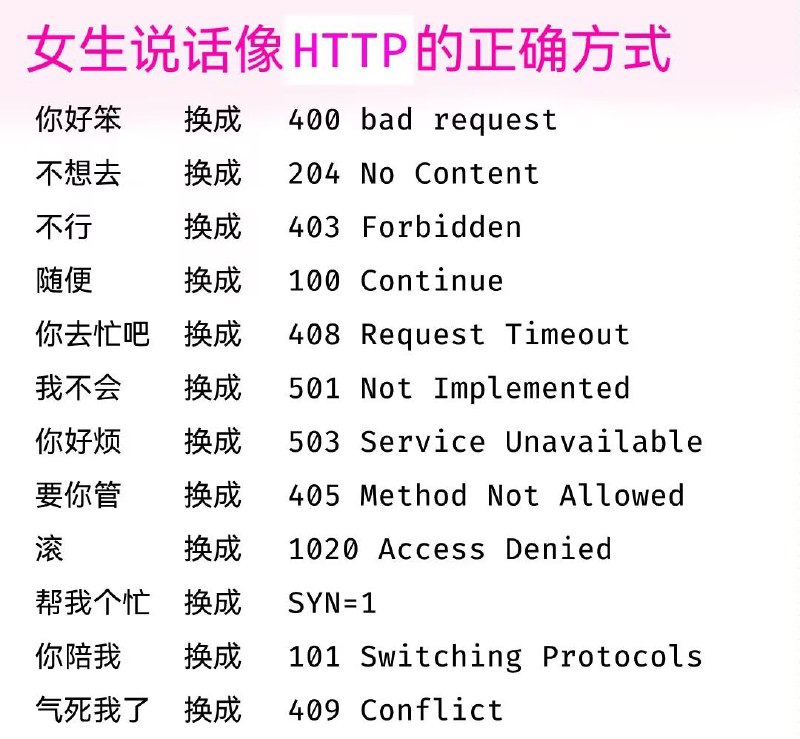 女生说话像HTTP的正确方式
你好笨 换成 400 bad request
不想去 换成 204 No Content
不行 换成 403 Forbidden
随便 换成 100 Continue
你去忙吧 换成 408 Request Timeout
我不会 换成 501 Not Implemented
你好烦 换成 503 Service Unavailable
要你管 换成 405 Method Not Allowed
滚 换成 1020 Access Denied
帮我个忙 换成 SYN=1
你陪我 换成 101 Switching Protocols
气死我了 换成 409 Conflict